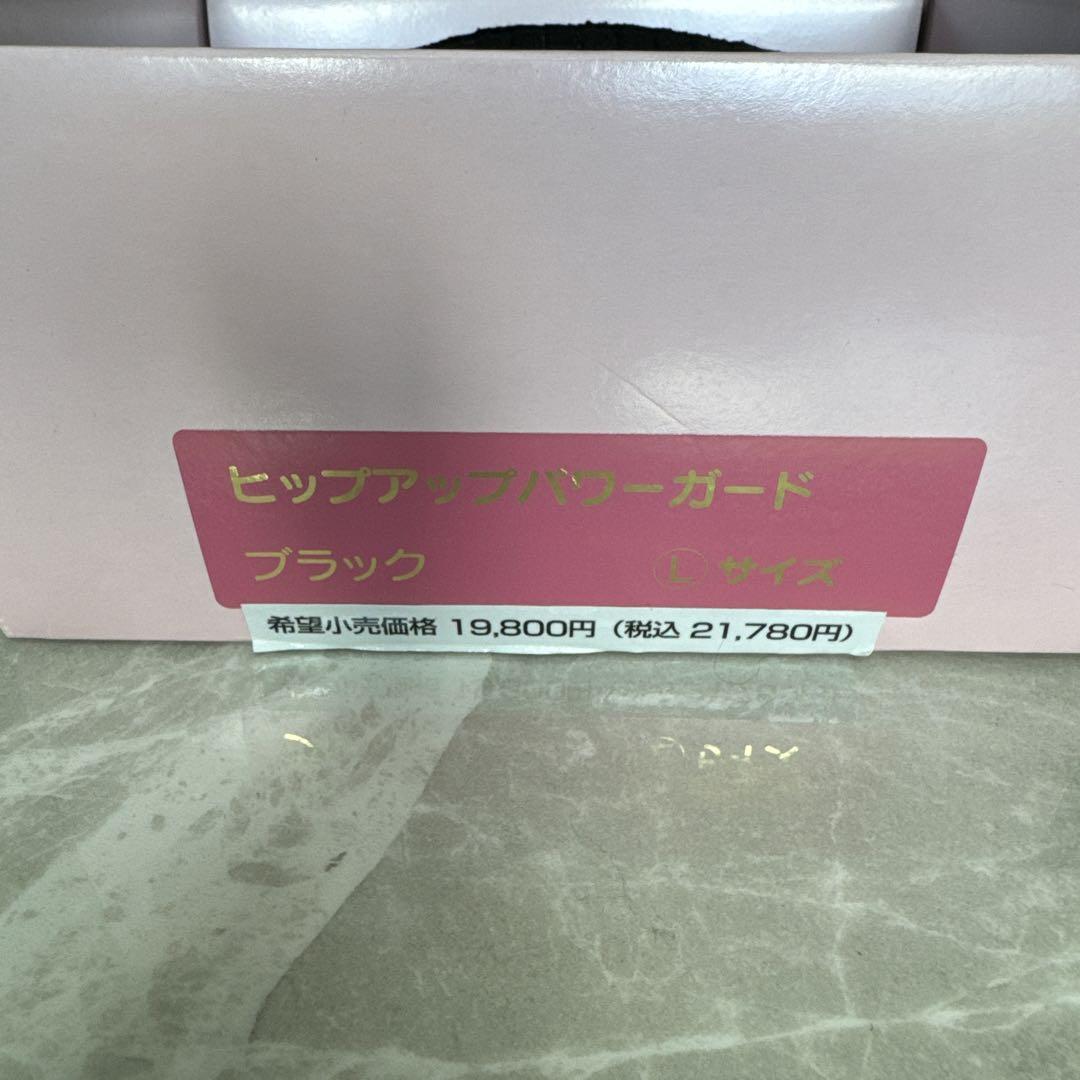 ヒップアップパワーガード
ブラック Ⓛ サイズ
希望小売価格 19,800円（税込 21,780円）